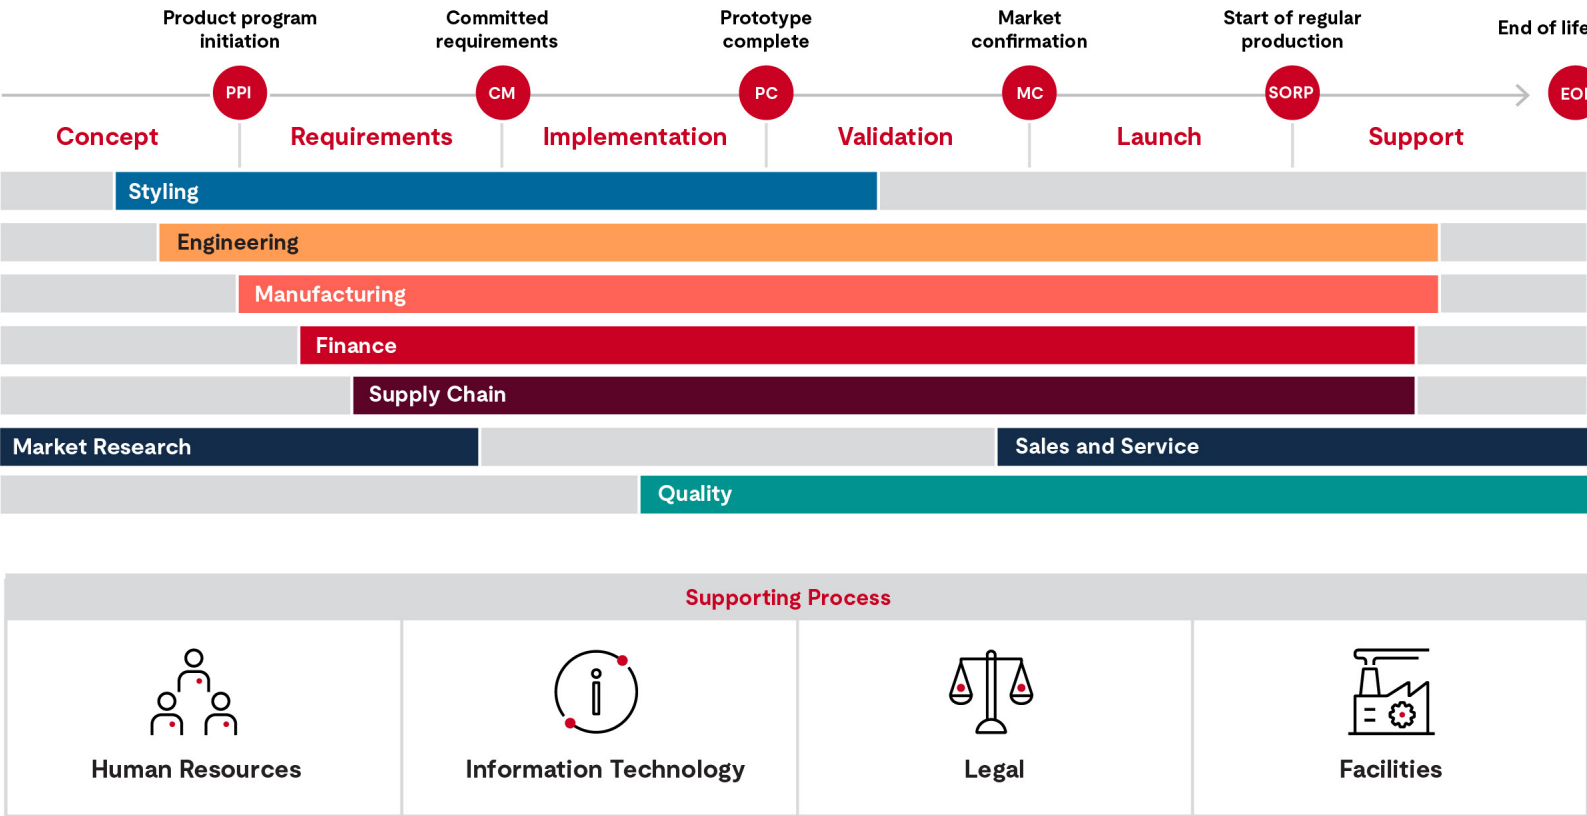 Product program
initiation
Committed
requirements
Prototype
complete
Market
confirmation
Start of regular
production
End of life
PPI
CM
PC
MC
SORP
EOL
Concept
Requirements
Implementation
Validation
Launch
Support
Styling
Engineering
Manufacturing
Finance
Supply Chain
Market Research
Sales and Service
Quality
Supporting Process
Human Resources
Information Technology
Legal
Facilities